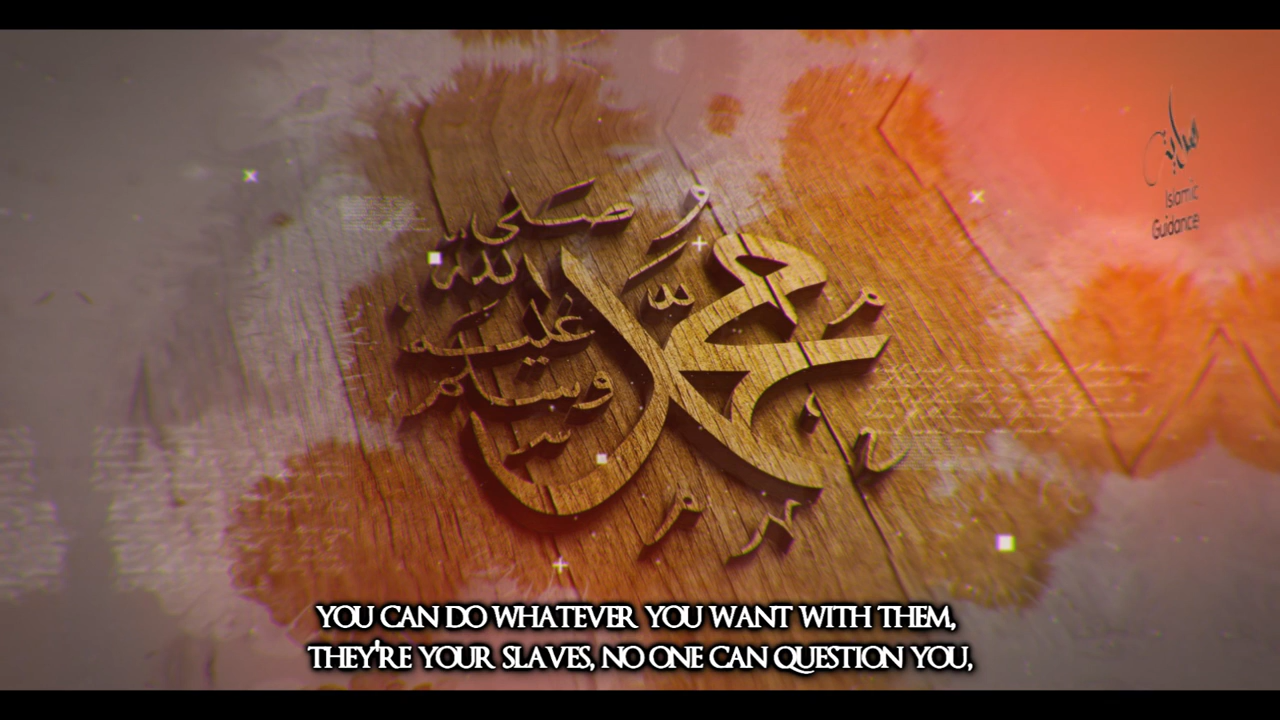 هداية
Islamic
Guidance
محمد
صلى
الله
عليه
وسلم
YOU CAN DO WHATEVER YOU WANT WITH THEM,
THEY'RE YOUR SLAVES, NO ONE CAN QUESTION YOU,